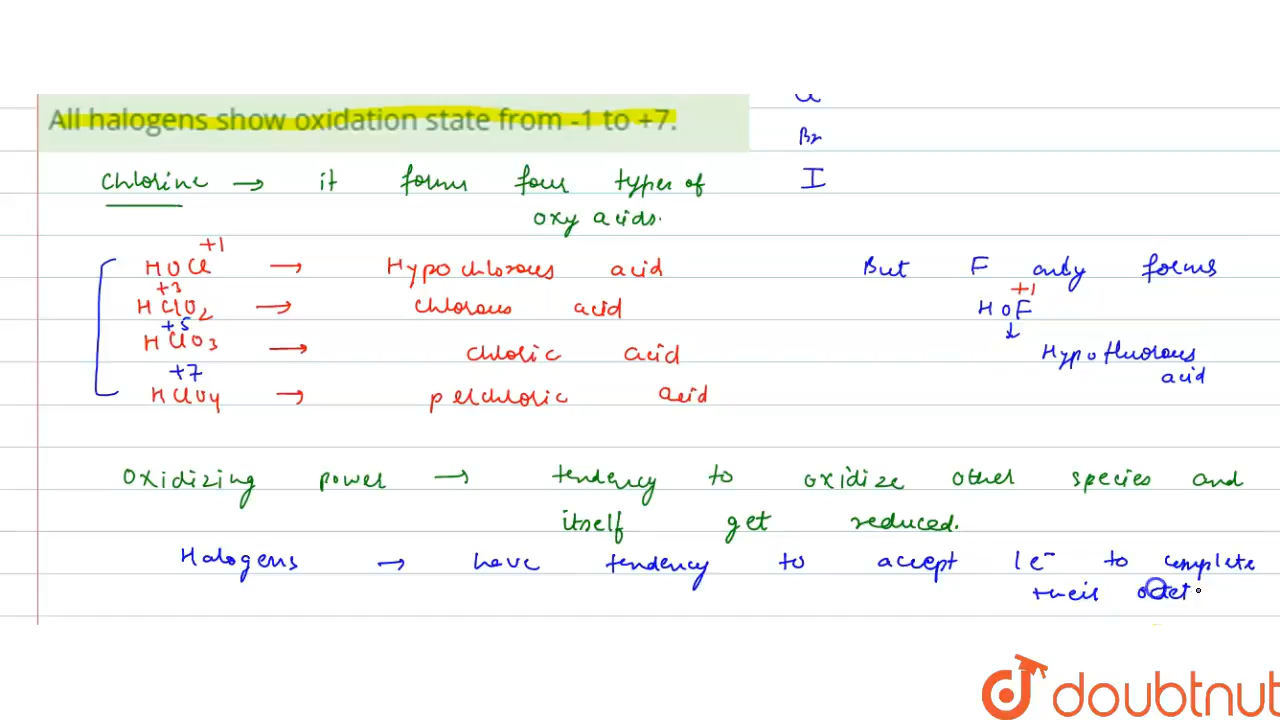 All halogens show oxidation state from -1 to +7.
Cl
Br
I
Chlorine → it forms four types of
oxy acids.
+1
HOCl → Hypochlorous acid
+3
HClO2 → chlorous acid
+5
HClO3 → chloric acid
+7
HClO4 → perchloric acid
But F only forms
+1
HOF
↓
Hypofluorous
acid
Oxidizing power → tendency to oxidize other species and
itself get reduced.
Halogens → have tendency to accept 1e- to complete
their octet.
doubtnut